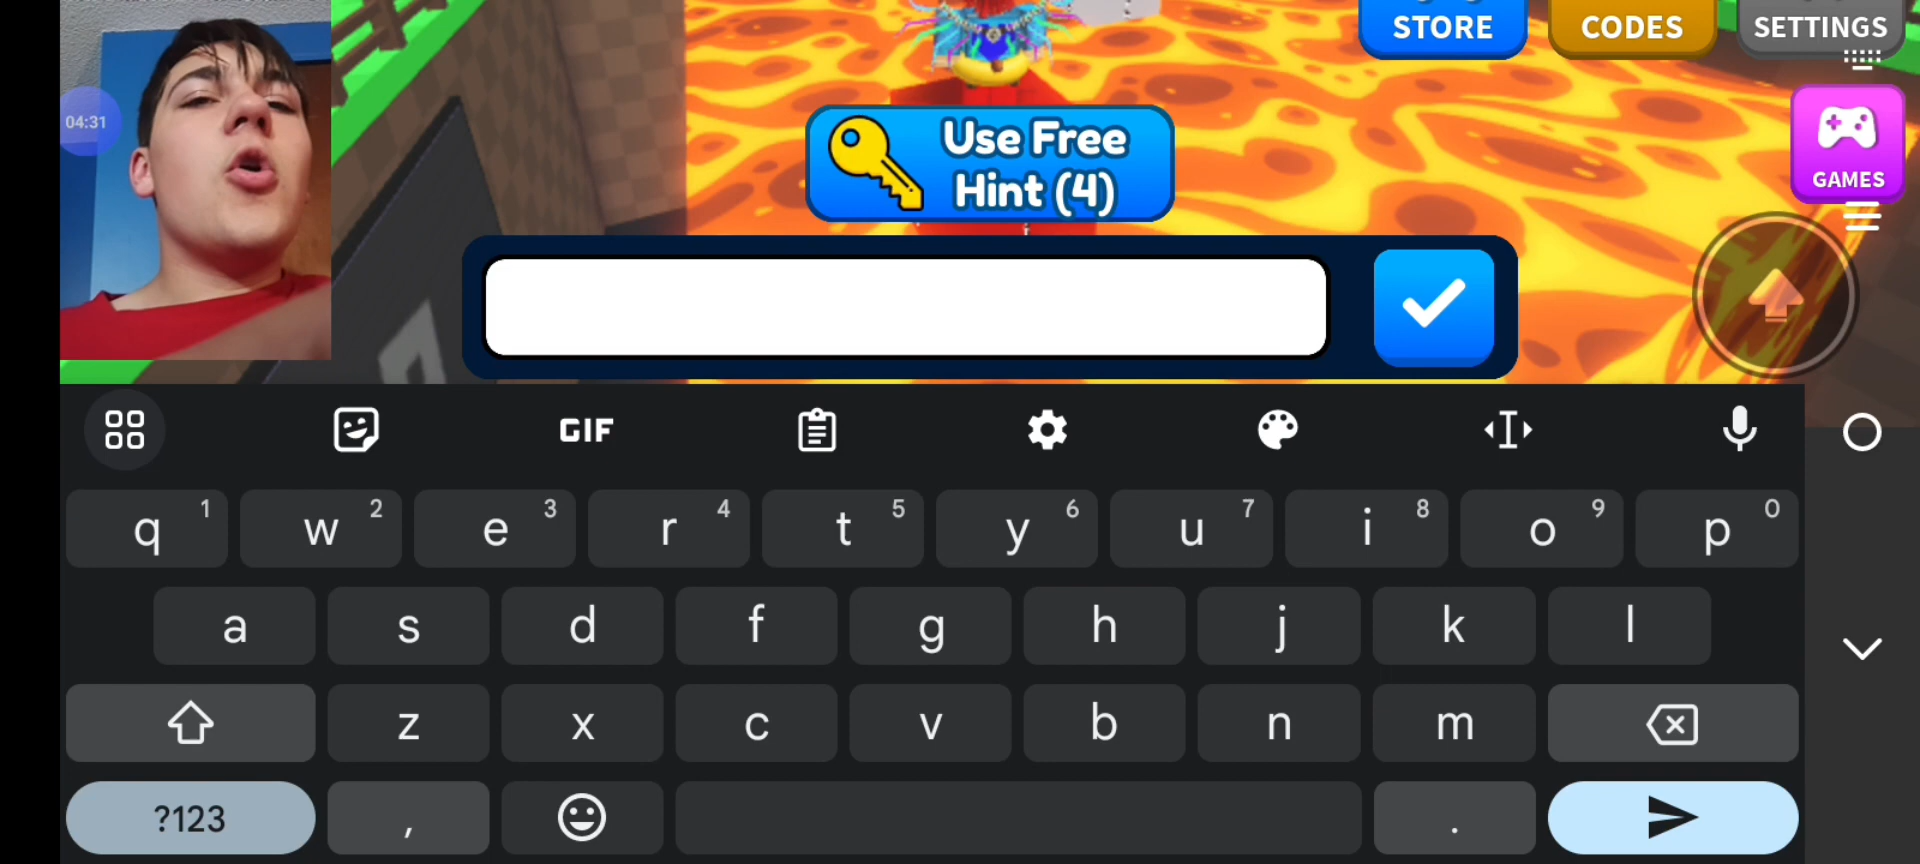 STORE CODES SETTINGS
04:31
Use Free
Hint (4)
GAMES
GIF
q 1 w 2 e 3 r 4 t 5 y 6 u 7 i 8 o 9 p 0
a s d f g h j k l
z x c v b n m
?123 , .